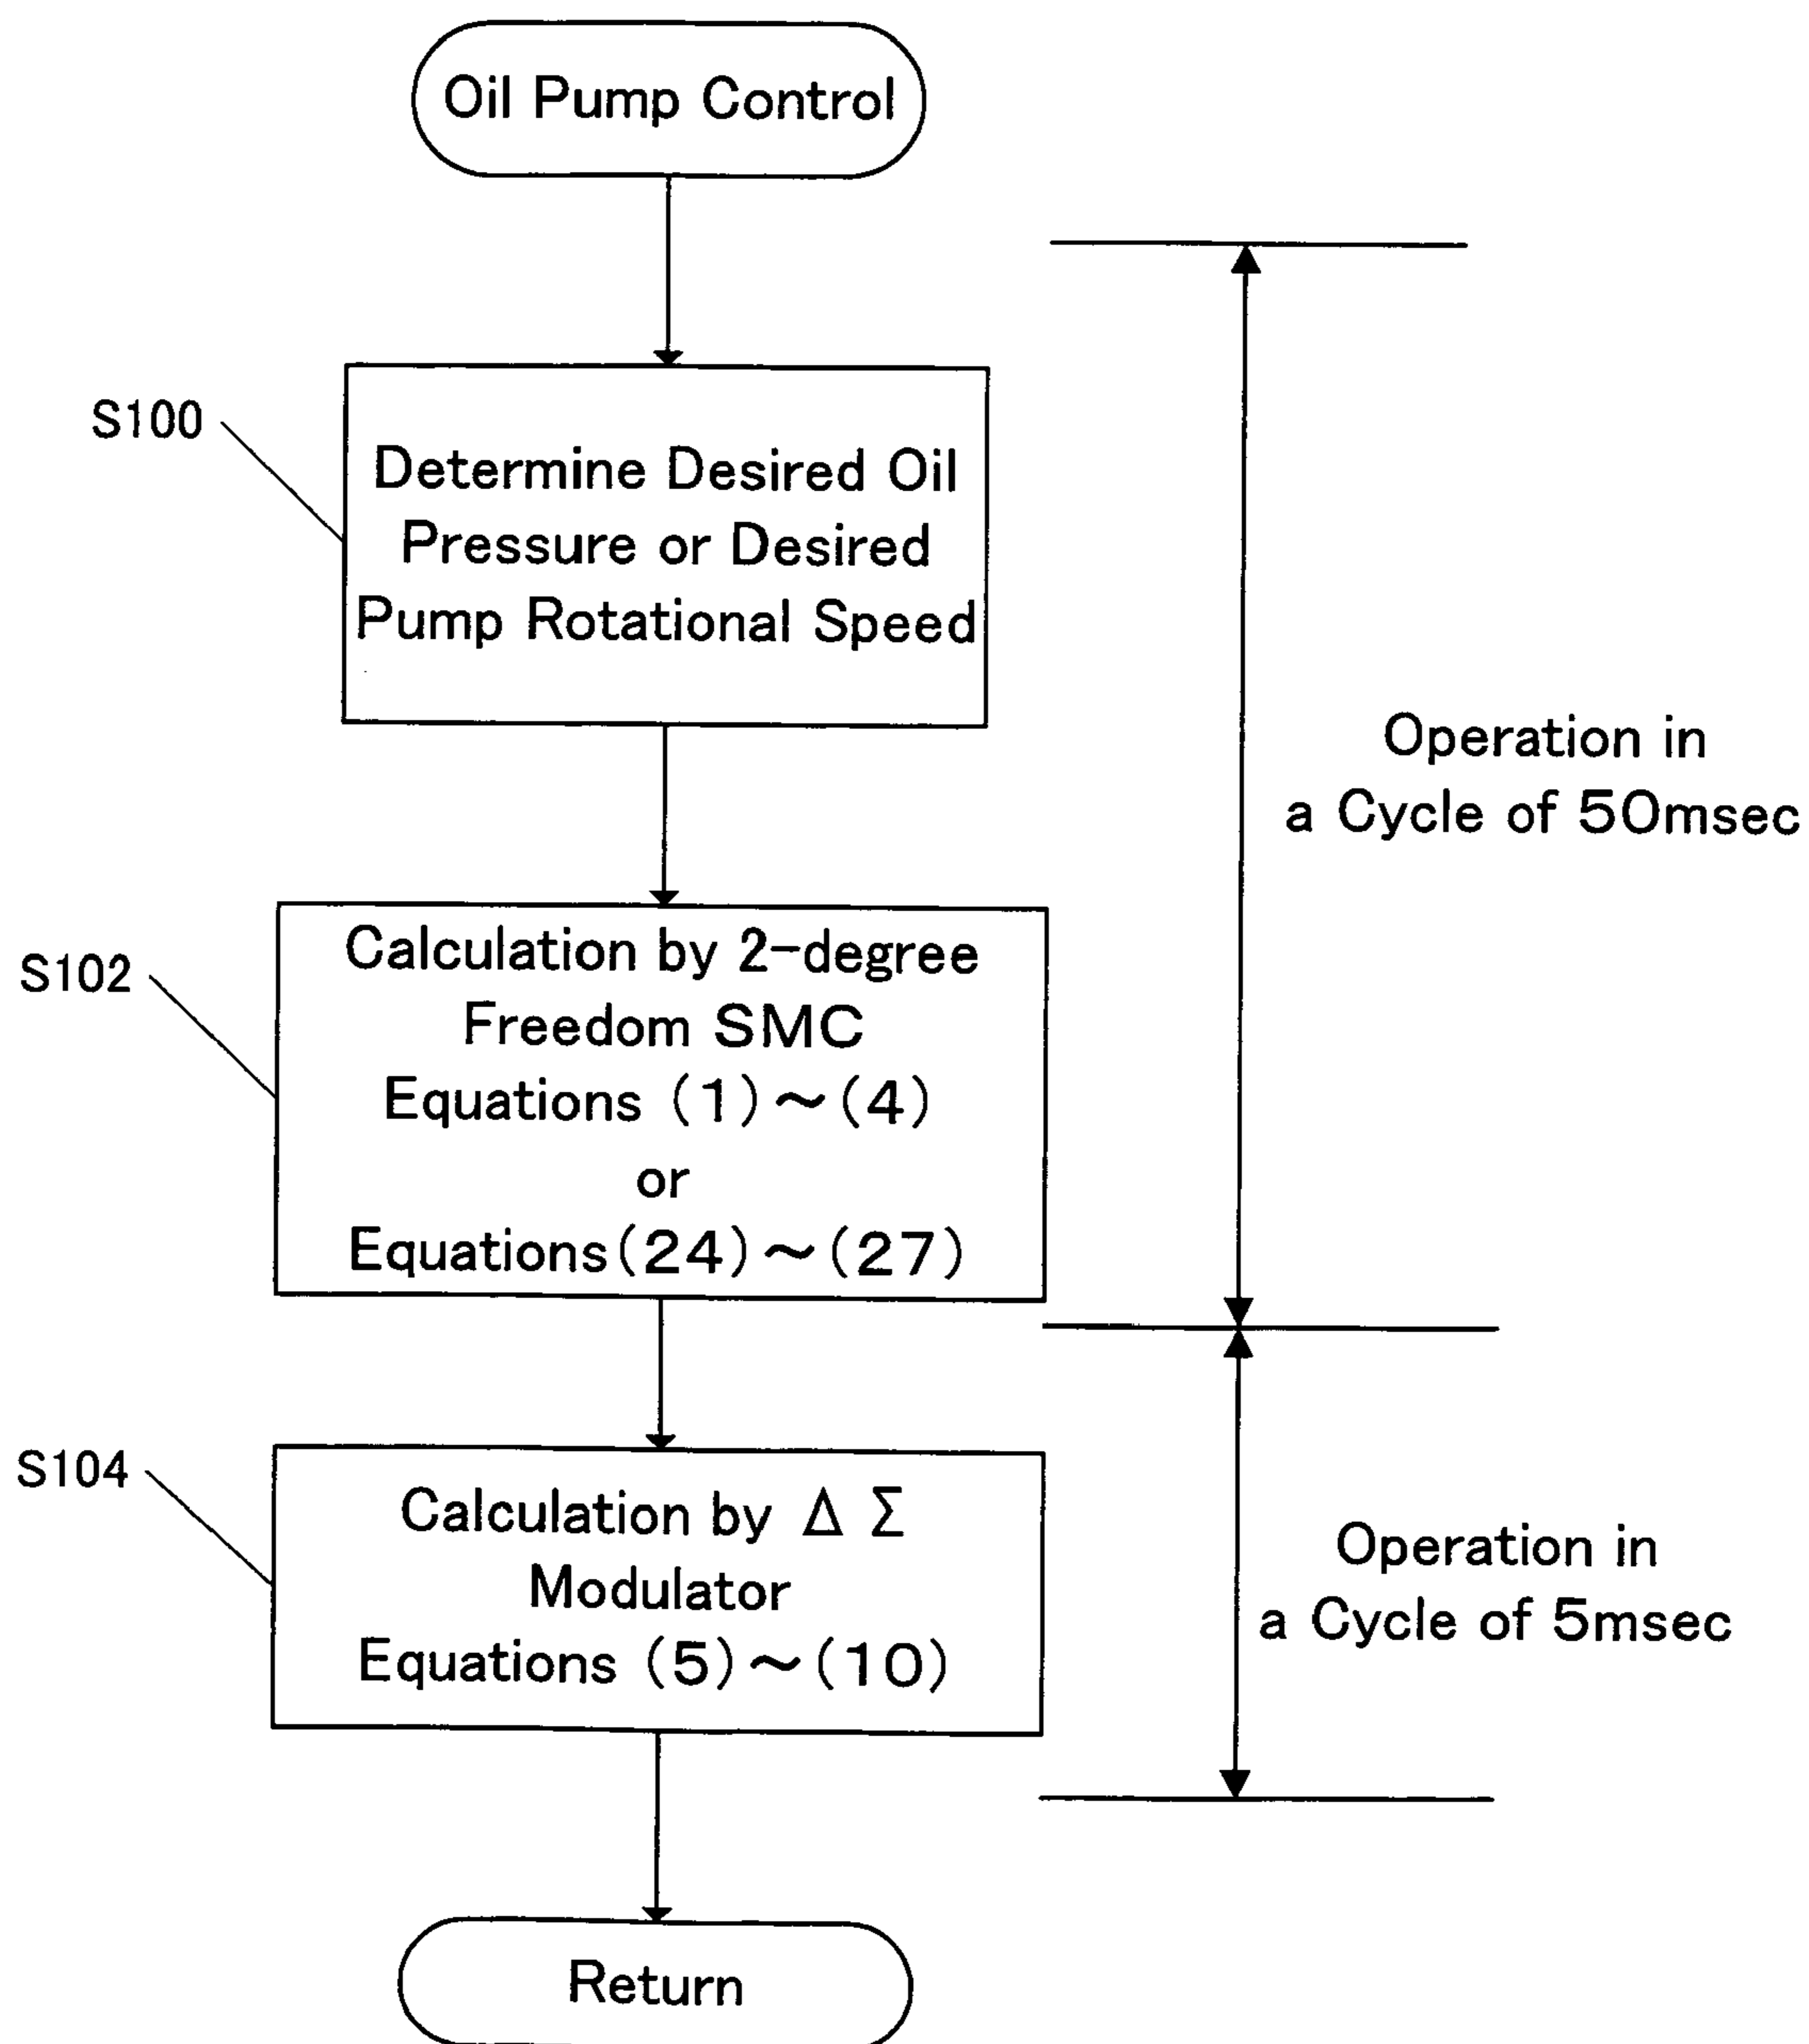 Oil Pump Control
S100
Determine Desired Oil
Pressure or Desired
Pump Rotational Speed
Operation in
a Cycle of 50msec
S102
Calculation by 2-degree
Freedom SMC
Equations (1)～(4)
or
Equations(24)～(27)
S104
Calculation by Δ Σ
Modulator
Equations (5)～(10)
Operation in
a Cycle of 5msec
Return